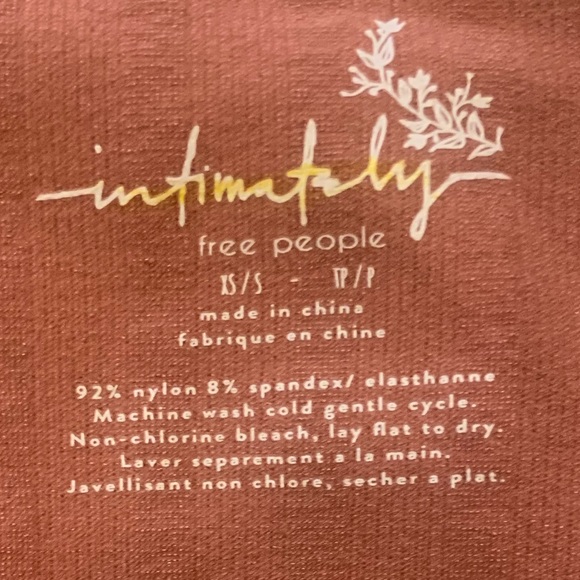 intimately
free people
XS/S - TP/P
made in china
fabrique en chine
92% nylon 8% spandex/ elasthanne
Machine wash cold gentle cycle.
Non-chlorine bleach, lay flat to dry.
Laver separement a la main.
Javellisant non chlore, secher a plat.